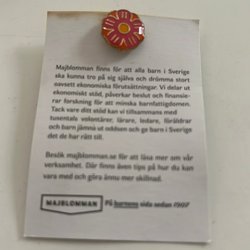 Majblomman finns för att alla barn i Sverige
ska kunna tro på sig själva och drömma stort
oavsett ekonomiska förutsättningar. Vi delar ut
ekonomiskt stöd, påverkar beslut och finansie-
rar forskning för att minska barnfattigdomen.
Tack vare ditt stöd kan vi tillsammans med
tusentals volontärer, lärare, ledare, föräldrar
och barn jämna ut oddsen och ge barn i Sverige
det de har rätt till.
Besök majblomman.se för att läsa mer om vår
verksamhet. Där finns även tips på hur du kan
vara med och göra ännu mer skillnad.
MAJBLOMMAN
På barnens sida sedan 1907